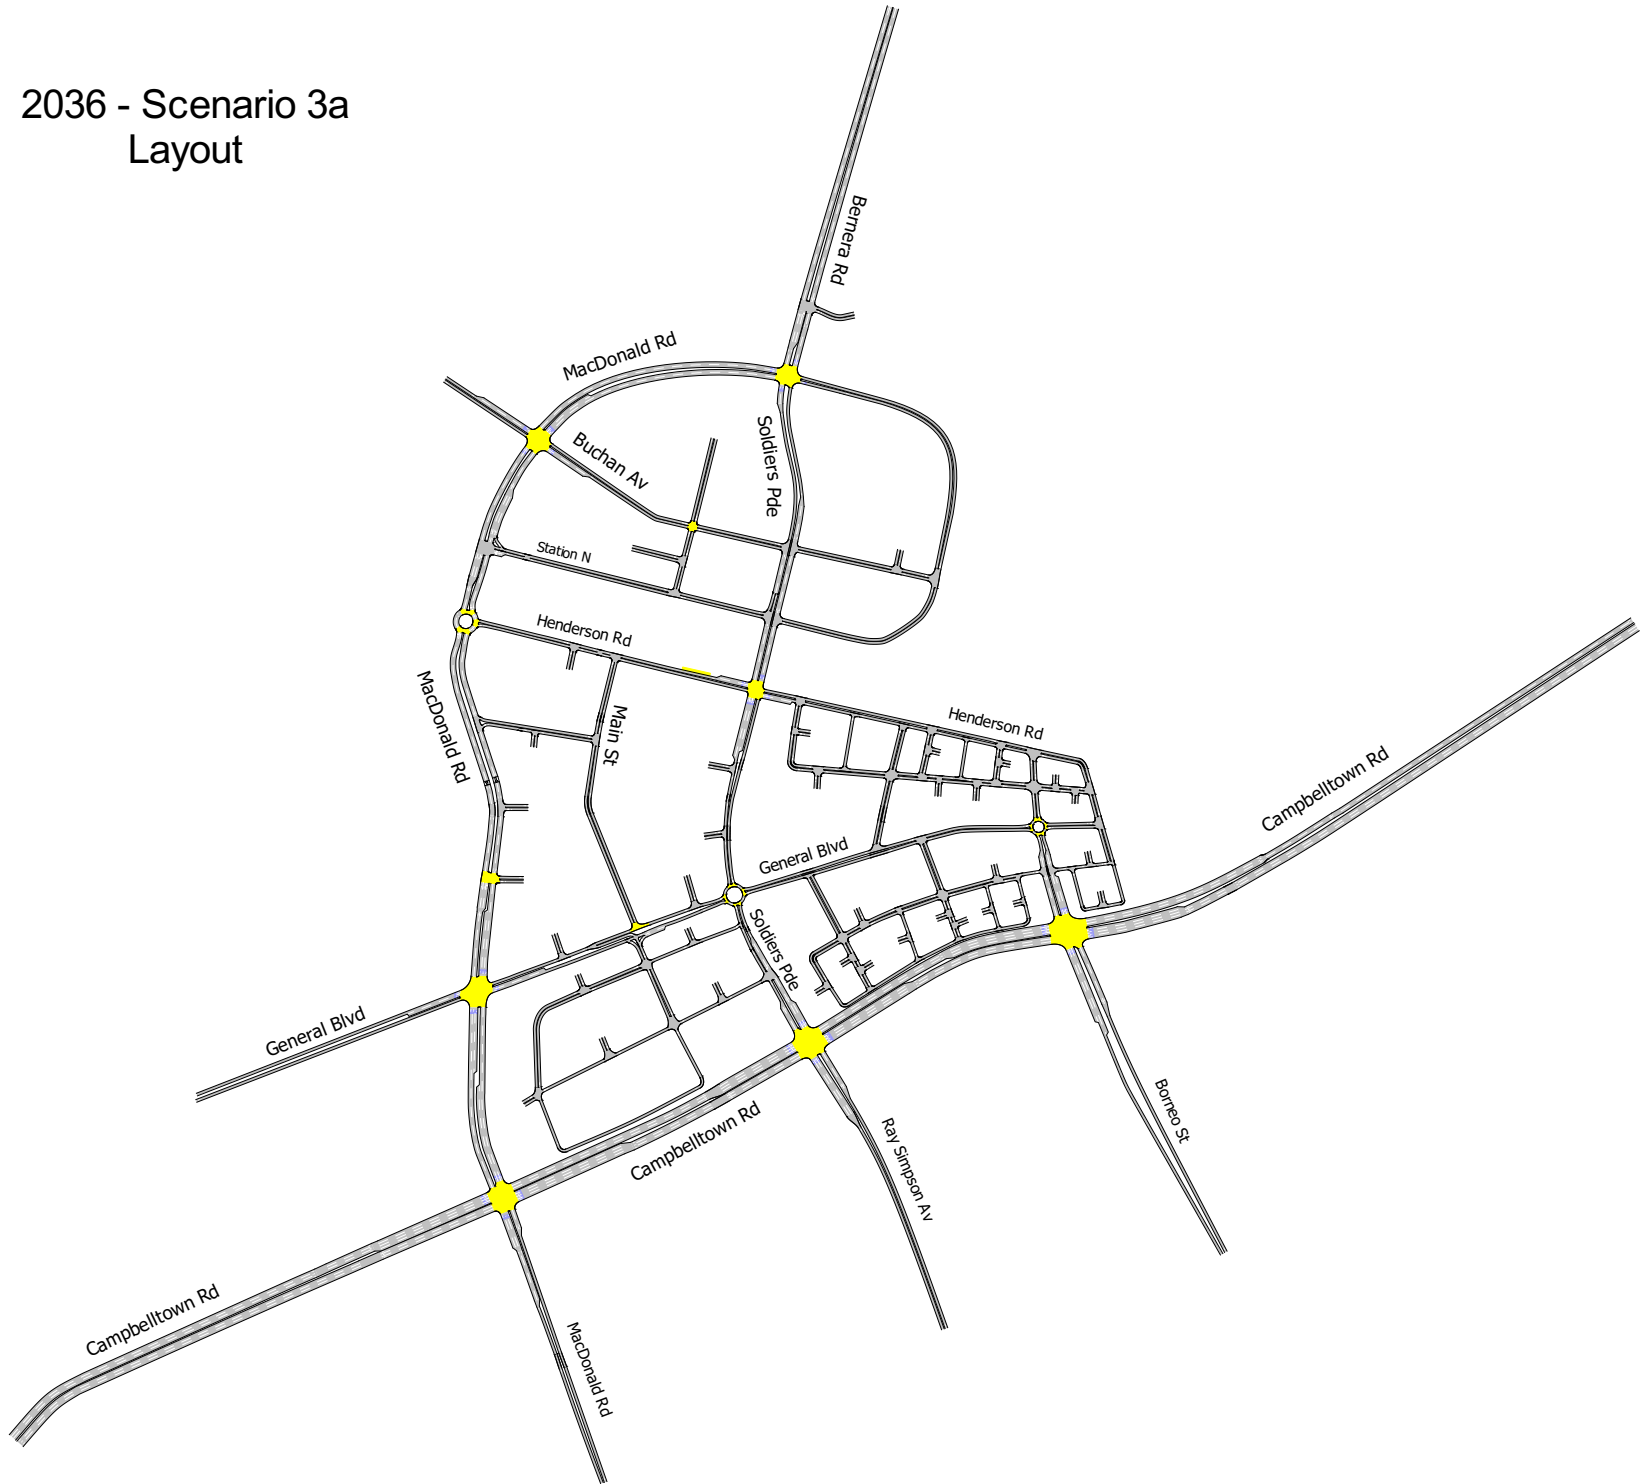 2036 - Scenario 3a
Layout
Bernera Rd
MacDonald Rd
Buchan Av
Soldiers Pde
Station N
Henderson Rd
MacDonald Rd
Main St
Henderson Rd
Campbelltown Rd
General Blvd
Soldiers Pde
General Blvd
Borneo St
Campbelltown Rd
Ray Simpson Av
Campbelltown Rd
MacDonald Rd